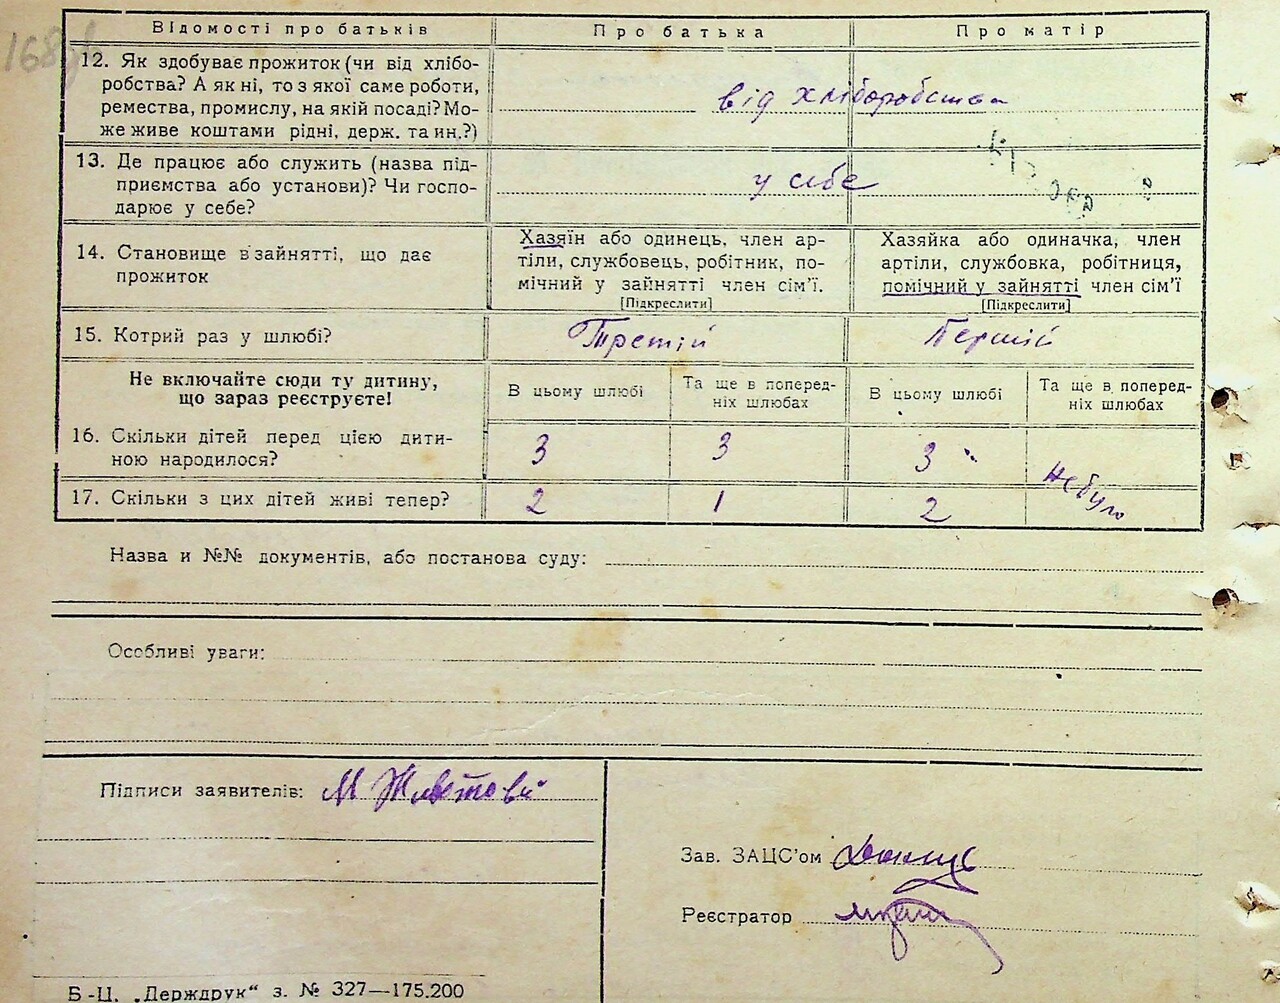 168зв
Відомості про батьків
Про батька
Про матір
12. Як здобуває прожиток (чи від хлібо-
робства? А як ні, то з якої саме роботи,
ремества, промислу, на якій посаді? Мо-
же живе коштами рідні, держ. та ин.?)
від хліборобства
13. Де працює або служить (назва під-
приємства або установи)? Чи госпо-
дарює у себе?
у себе
14. Становище в зайнятті, що дає
прожиток
Хазяїн або одинець, член ар-
тіли, службовець, робітник, по-
мічний у зайнятті член сім'ї.
[Підкреслити]
Хазяйка або одиначка, член
артіли, службовка, робітниця,
помічний у зайнятті член сім'ї
[Підкреслити]
15. Котрий раз у шлюбі?
Третій
Перший
Не включайте сюди ту дитину,
що зараз реєструєте!
В цьому шлюбі
Та ще в поперед-
ніх шлюбах
В цьому шлюбі
Та ще в поперед-
ніх шлюбах
16. Скільки дітей перед цією дити-
ною народилося?
3
3
3
Небуло
17. Скільки з цих дітей живі тепер?
2
1
2
Назва и №№ документів, або постанова суду:
Особливі уваги:
Підписи заявителів:
Зав. ЗАЦС'ом
Реєстратор
Б-Ц. „Держдрук" з. № 327—175.200